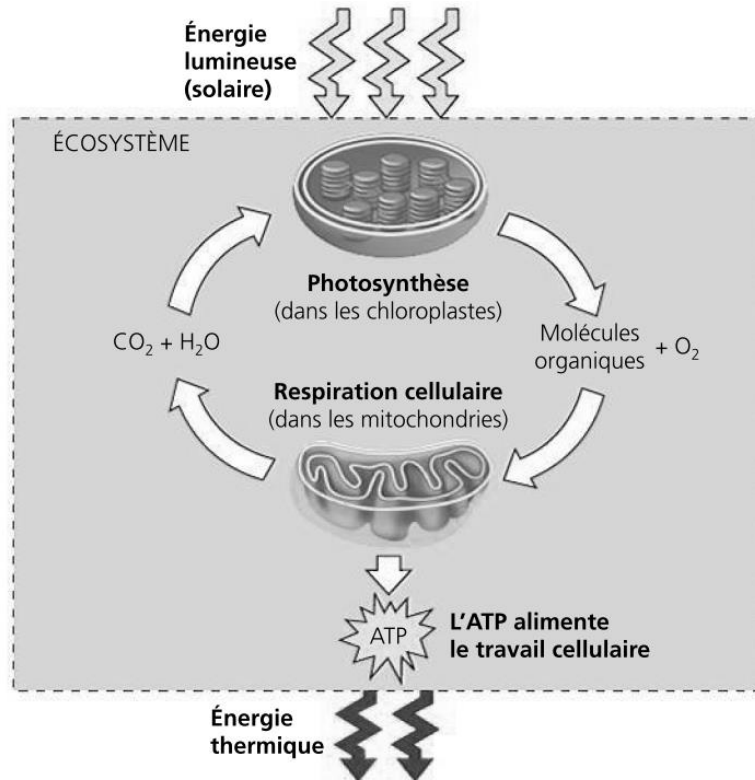 Énergie
lumineuse
(solaire)
ÉCOSYSTÈME
Photosynthèse
(dans les chloroplastes)
CO₂ + H₂O
Molécules
organiques + O₂
Respiration cellulaire
(dans les mitochondries)
ATP
L'ATP alimente
le travail cellulaire
Énergie
thermique